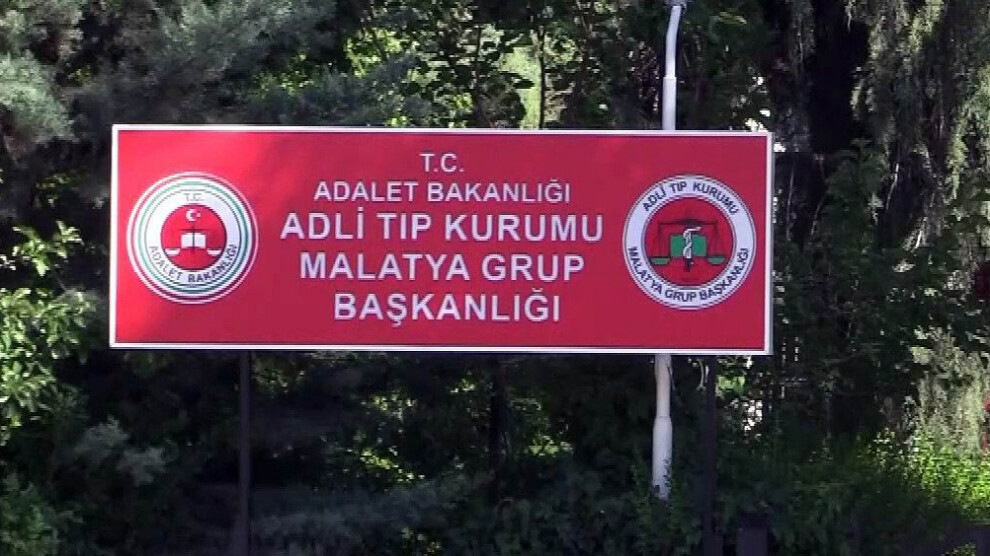 T.C.
ADALET BAKANLIĞI
ADLİ TIP KURUMU
MALATYA GRUP
BAŞKANLIĞI
T.C.
ADALET BAKANLIĞI
ADLİ TIP KURUMU
MALATYA GRUP BAŞKANLIĞI